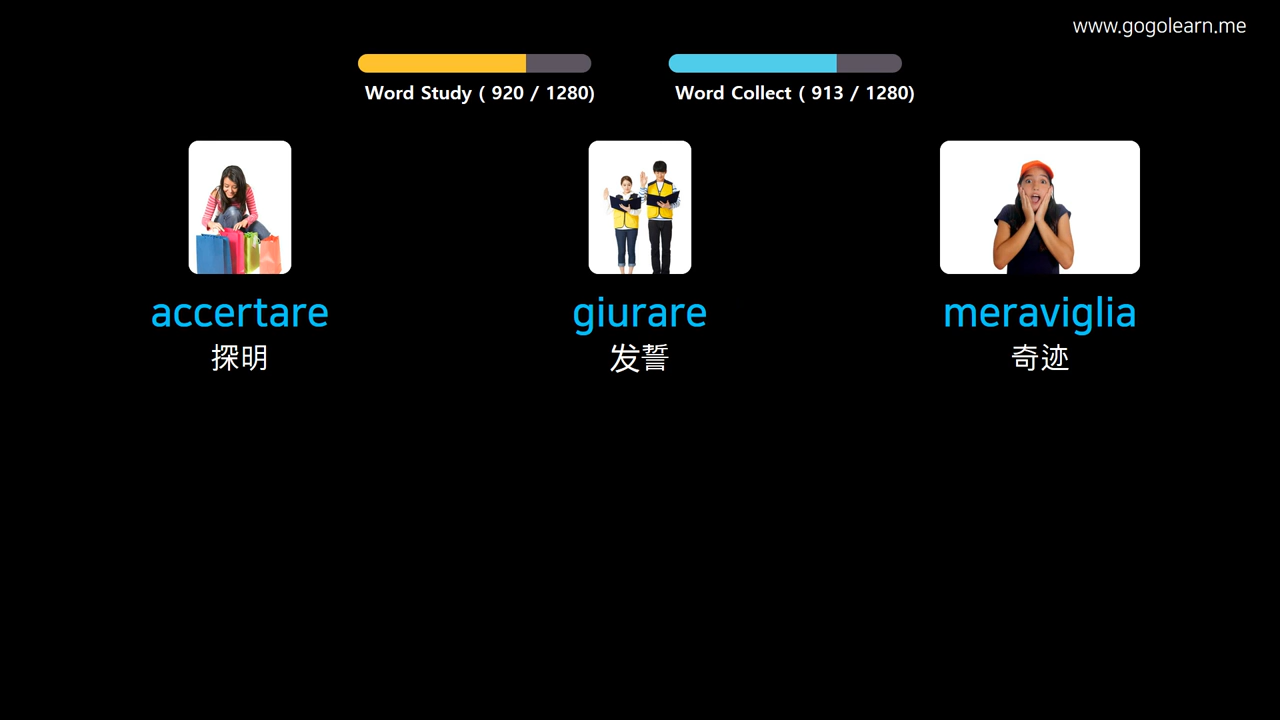 www.gogolearn.me
Word Study ( 920 / 1280)
Word Collect ( 913 / 1280)
accertare
giurare
meraviglia
探明
发誓
奇迹